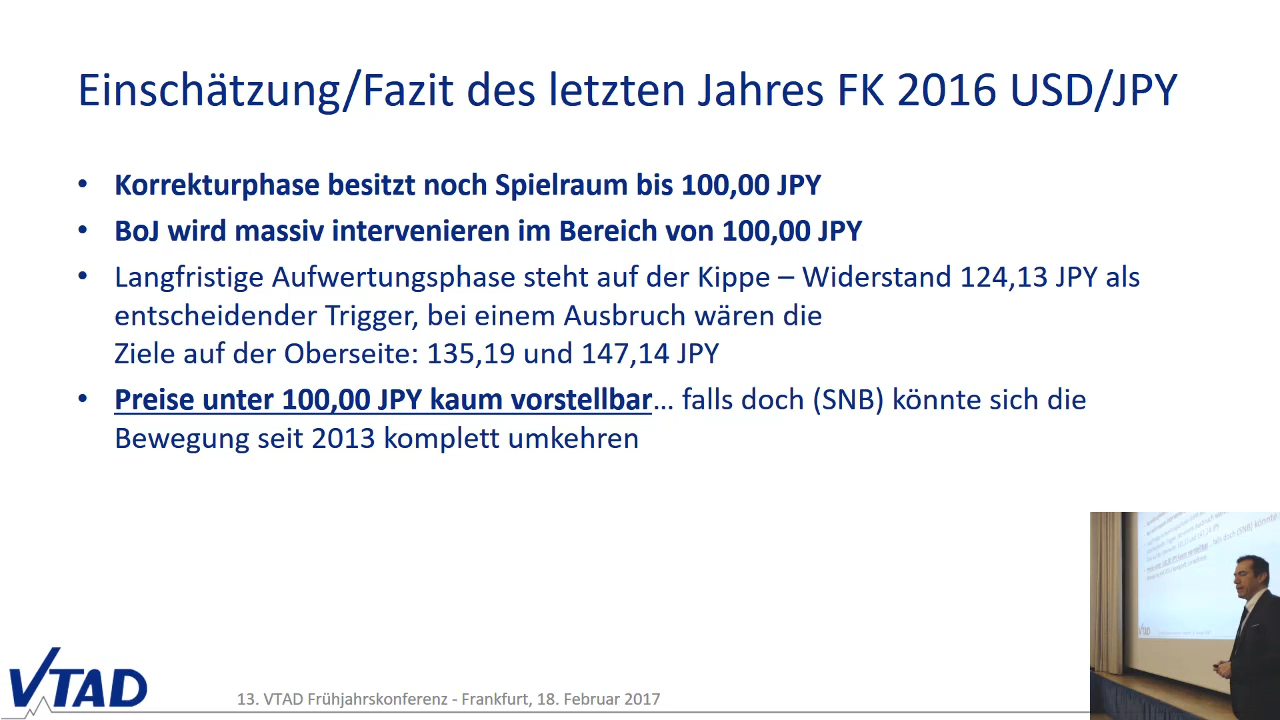 Einschätzung/Fazit des letzten Jahres FK 2016 USD/JPY
• Korrekturphase besitzt noch Spielraum bis 100,00 JPY
• BoJ wird massiv intervenieren im Bereich von 100,00 JPY
• Langfristige Aufwertungsphase steht auf der Kippe – Widerstand 124,13 JPY als
entscheidender Trigger, bei einem Ausbruch wären die
Ziele auf der Oberseite: 135,19 und 147,14 JPY
• Preise unter 100,00 JPY kaum vorstellbar… falls doch (SNB) könnte sich die
Bewegung seit 2013 komplett umkehren
VTAD
13. VTAD Frühjahrskonferenz - Frankfurt, 18. Februar 2017